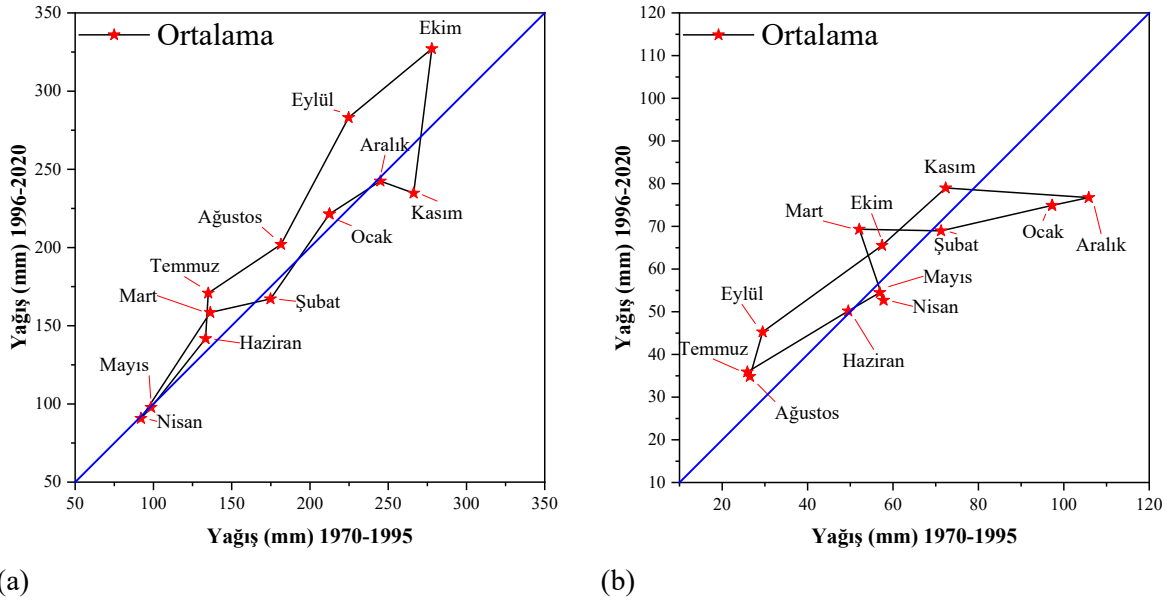 Ortalama
Ekim
Eylül
Aralık
Ağustos
Kasım
Ocak
Temmuz
Mart
Şubat
Haziran
Mayıs
Nisan
350
300
250
200
150
100
50
50
100
150
200
250
300
350
Yağış (mm) 1996-2020
Yağış (mm) 1970-1995
(a)
Ortalama
Kasım
Ekim
Mart
Şubat
Ocak
Aralık
Mayıs
Nisan
Eylül
Temmuz
Haziran
Ağustos
120
110
100
90
80
70
60
50
40
30
20
10
20
40
60
80
100
120
Yağış (mm) 1996-2020
Yağış (mm) 1970-1995
(b)